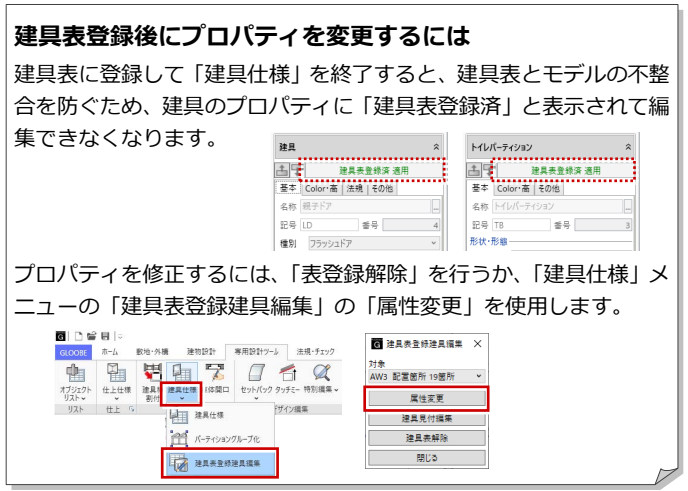 建具表登録後にプロパティを変更するには
建具表に登録して「建具仕様」を終了すると、建具表とモデルの不整
合を防ぐため、建具のプロパティに「建具表登録済」と表示されて編
集できなくなります。
建具
建具表登録済 適用
基本 Color・高 法規 その他
名称 親子ドア ...
記号 LD 番号 4
種別 フラッシュドア
トイレパーティション
建具表登録済 適用
基本 Color・高 その他
名称 トイレパーティション ...
記号 TB 番号 3
形状・形態
プロパティを修正するには、「表登録解除」を行うか、「建具仕様」メ
ニューの「建具表登録建具編集」の「属性変更」を使用します。
GLOOBE ホーム 敷地・外構 建物設計 専用設計ツール 法規・チェック
オブジェクト 仕上仕様 建具 建具仕様 体開口 セットバック タッチミー 特別編集
リスト 割付
リスト 仕上 デザイン編集
建具仕様
パーティショングループ化
建具表登録建具編集
建具表登録建具編集
対象
AW3 配置箇所 19箇所
属性変更
建具見付編集
建具表解除
閉じる